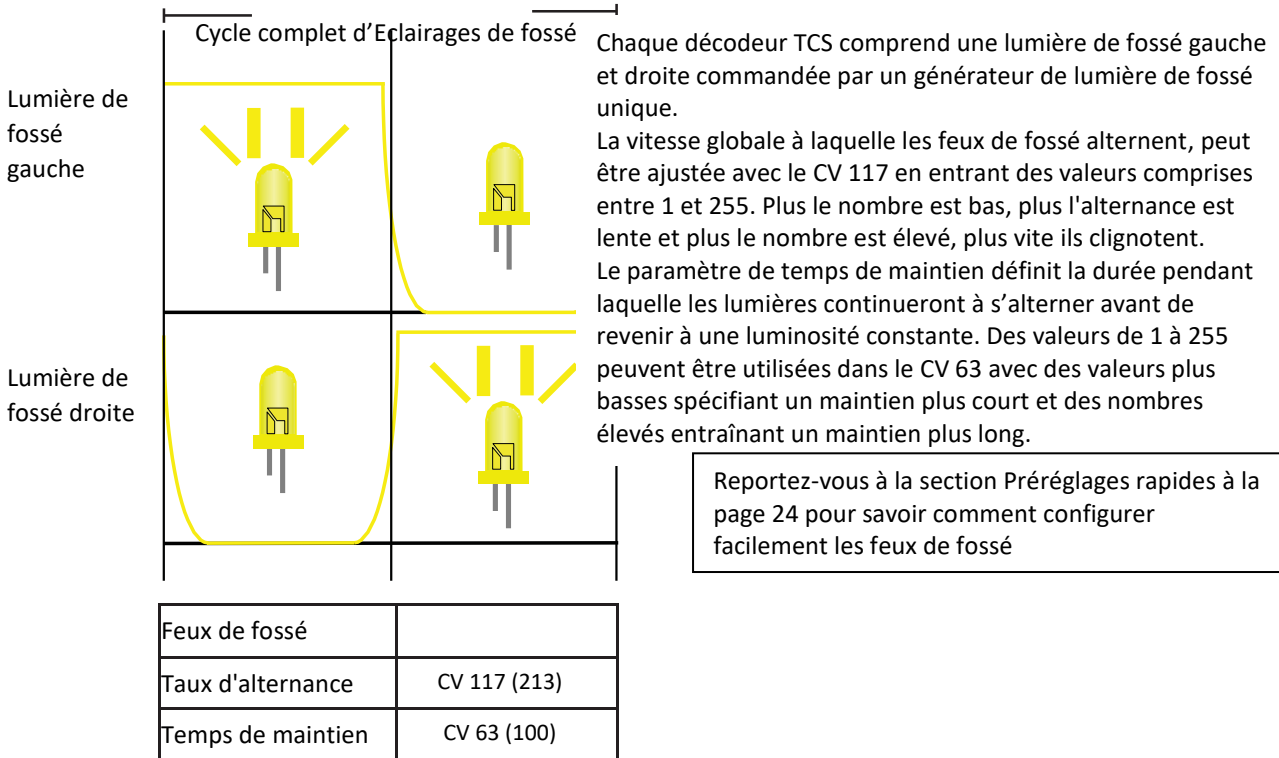 Cycle complet d’Eclairages de fossé
Lumière de
fossé
gauche
Lumière de
fossé droite
Chaque décodeur TCS comprend une lumière de fossé gauche
et droite commandée par un générateur de lumière de fossé
unique.
La vitesse globale à laquelle les feux de fossé alternent, peut
être ajustée avec le CV 117 en entrant des valeurs comprises
entre 1 et 255. Plus le nombre est bas, plus l'alternance est
lente et plus le nombre est élevé, plus vite ils clignotent.
Le paramètre de temps de maintien définit la durée pendant
laquelle les lumières continueront à s’alterner avant de
revenir à une luminosité constante. Des valeurs de 1 à 255
peuvent être utilisées dans le CV 63 avec des valeurs plus
basses spécifiant un maintien plus court et des nombres
élevés entraînant un maintien plus long.
Reportez-vous à la section Préréglages rapides à la
page 24 pour savoir comment configurer
facilement les feux de fossé
Feux de fossé
Taux d'alternance CV 117 (213)
Temps de maintien CV 63 (100)